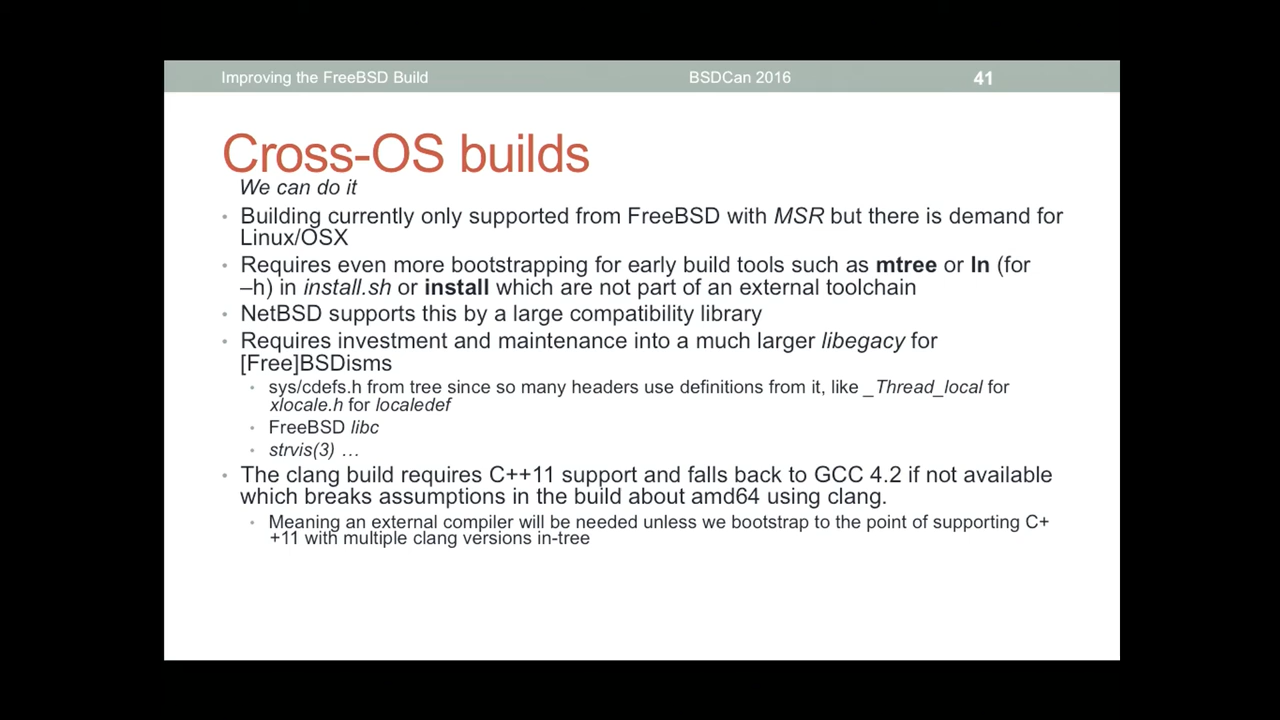 Improving the FreeBSD Build BSDCan 2016 41
Cross-OS builds
We can do it
• Building currently only supported from FreeBSD with MSR but there is demand for
Linux/OSX
• Requires even more bootstrapping for early build tools such as mtree or ln (for
–h) in install.sh or install which are not part of an external toolchain
• NetBSD supports this by a large compatibility library
• Requires investment and maintenance into a much larger libegacy for
[Free]BSDisms
• sys/cdefs.h from tree since so many headers use definitions from it, like _Thread_local for
xlocale.h for localedef
• FreeBSD libc
• strvis(3) …
• The clang build requires C++11 support and falls back to GCC 4.2 if not available
which breaks assumptions in the build about amd64 using clang.
• Meaning an external compiler will be needed unless we bootstrap to the point of supporting C+
+11 with multiple clang versions in-tree